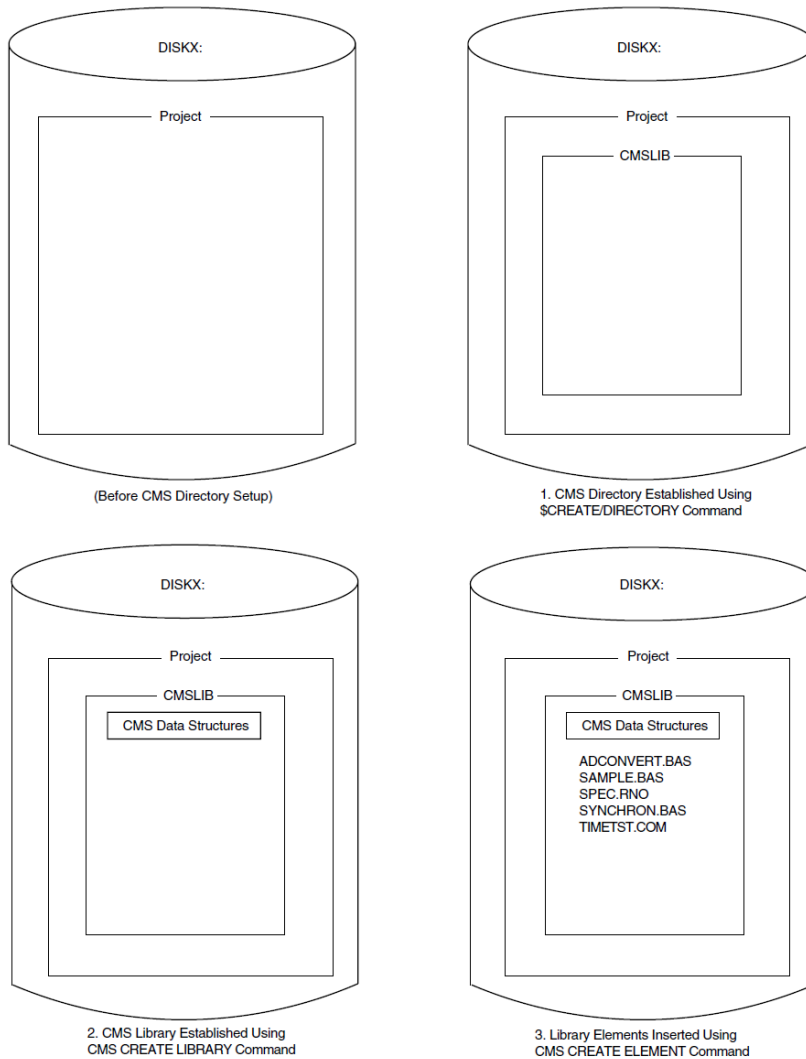 DISKX:
Project
(Before CMS Directory Setup)
DISKX:
Project
CMSLIB
1. CMS Directory Established Using
$CREATE/DIRECTORY Command
DISKX:
Project
CMSLIB
CMS Data Structures
2. CMS Library Established Using
CMS CREATE LIBRARY Command
DISKX:
Project
CMSLIB
CMS Data Structures
ADCONVERT.BAS
SAMPLE.BAS
SPEC.RNO
SYNCHRON.BAS
TIMETST.COM
3. Library Elements Inserted Using
CMS CREATE ELEMENT Command